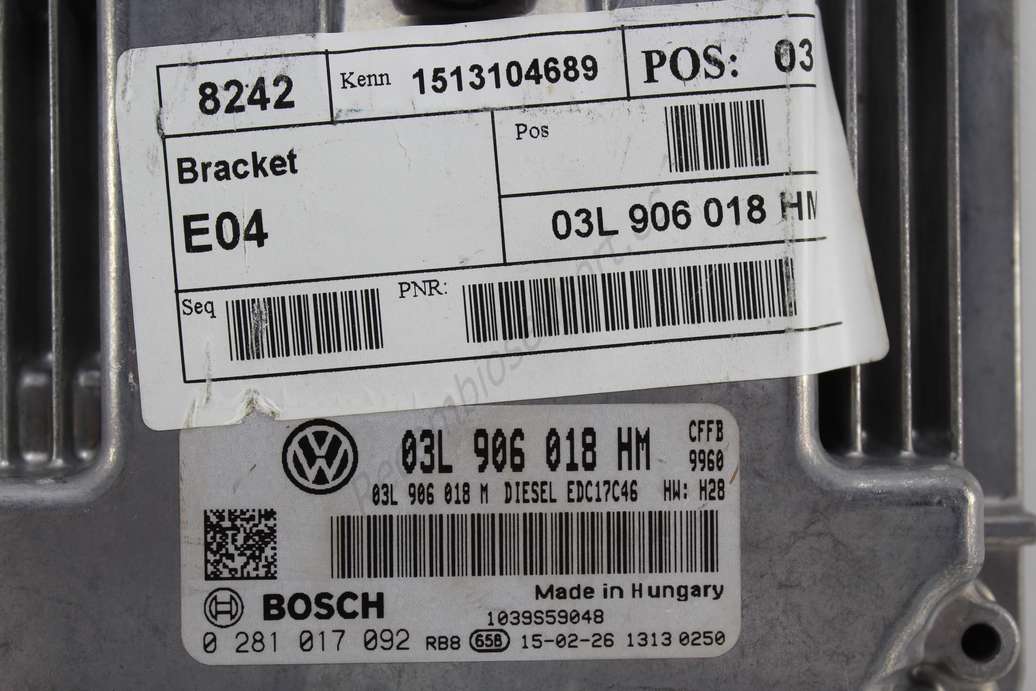 8242 Kenn 1513104689 POS: 03
Bracket Pos
E04 03L 906 018 HM
Seq PNR:
03L 906 018 HM CFFB
9960
03L 906 018 M DIESEL EDC17C46 HW: H28
Made in Hungary
BOSCH 1039S59048
0 281 017 092 RB8 65B 15-02-26 1313 0250